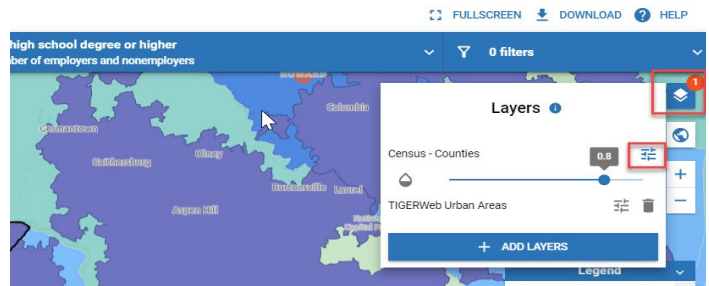 FULLSCREEN DOWNLOAD HELP
high school degree or higher
ber of employers and nonemployers
0 filters
HOWARD
1
Columbia
Layers
Germantown
Census - Counties
0.8
Olney
Gaithersburg
Burtonsville Laurel
TIGERWeb Urban Areas
Aspen Hill
+ ADD LAYERS
Legend